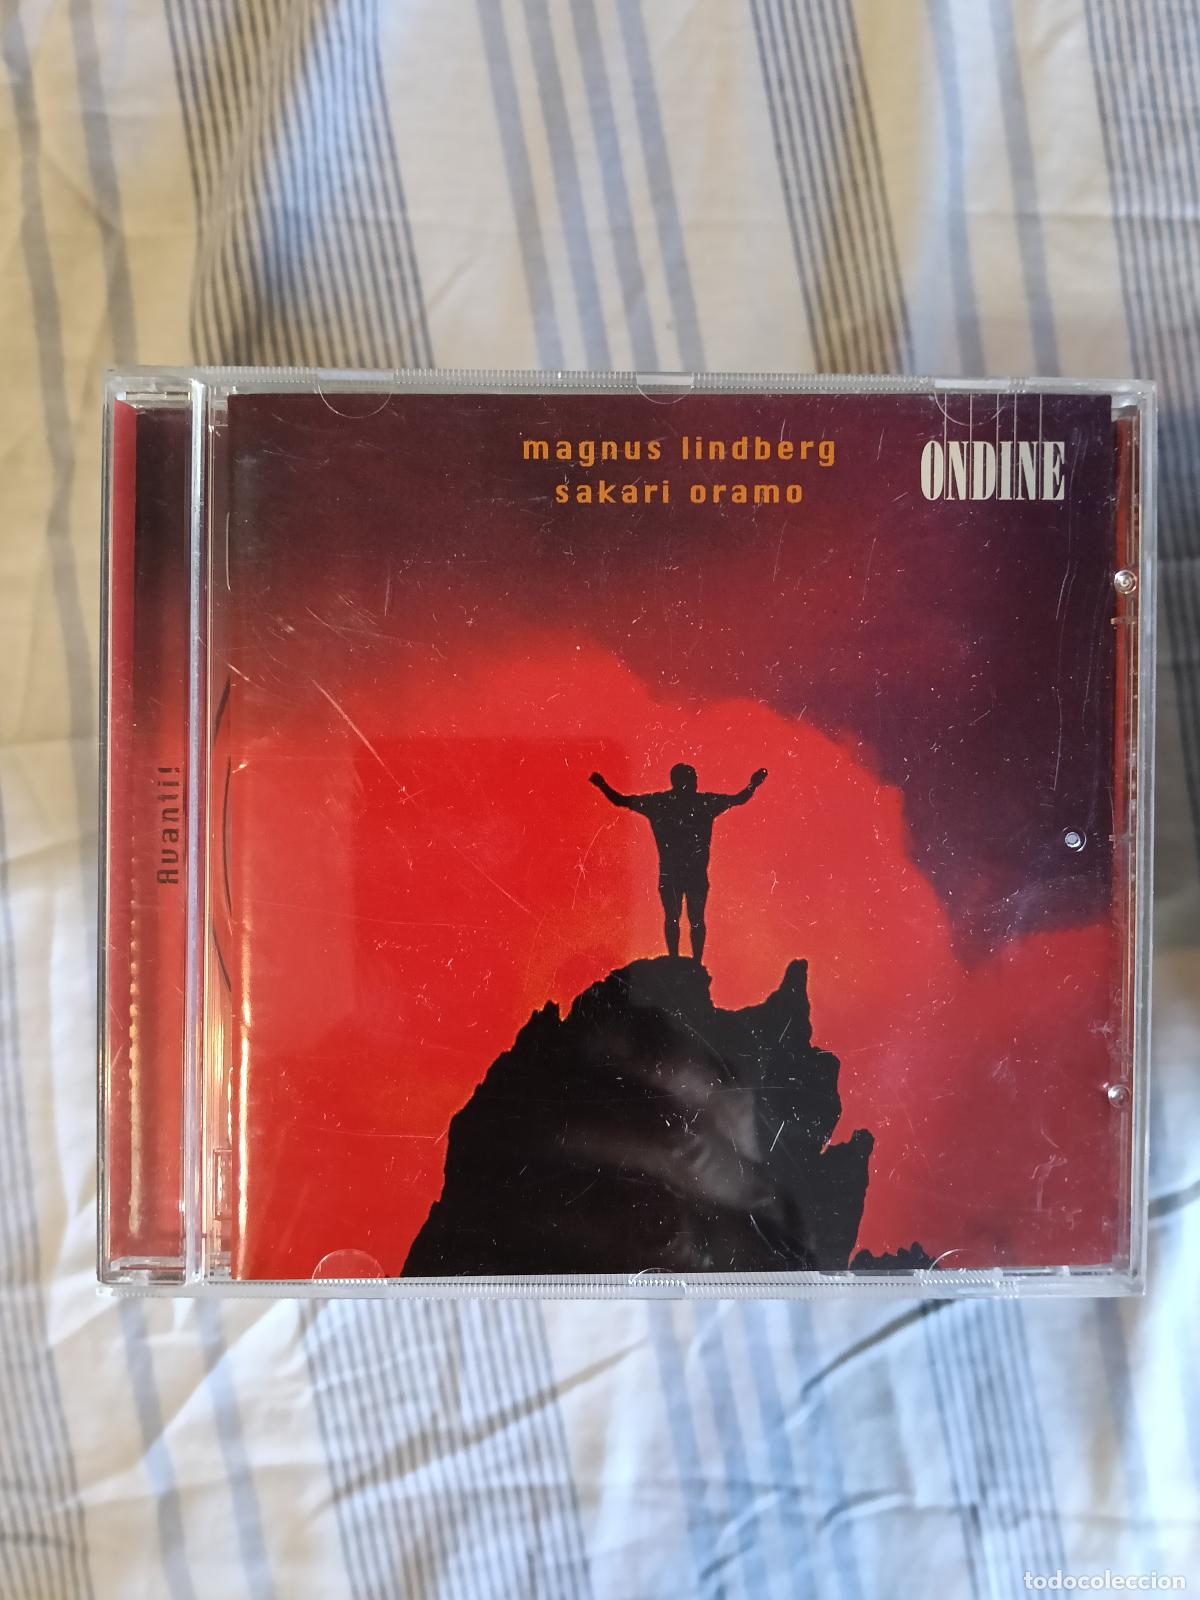 magnus lindberg
sakari oramo
ONDINE
Avanti!
todocoleccion